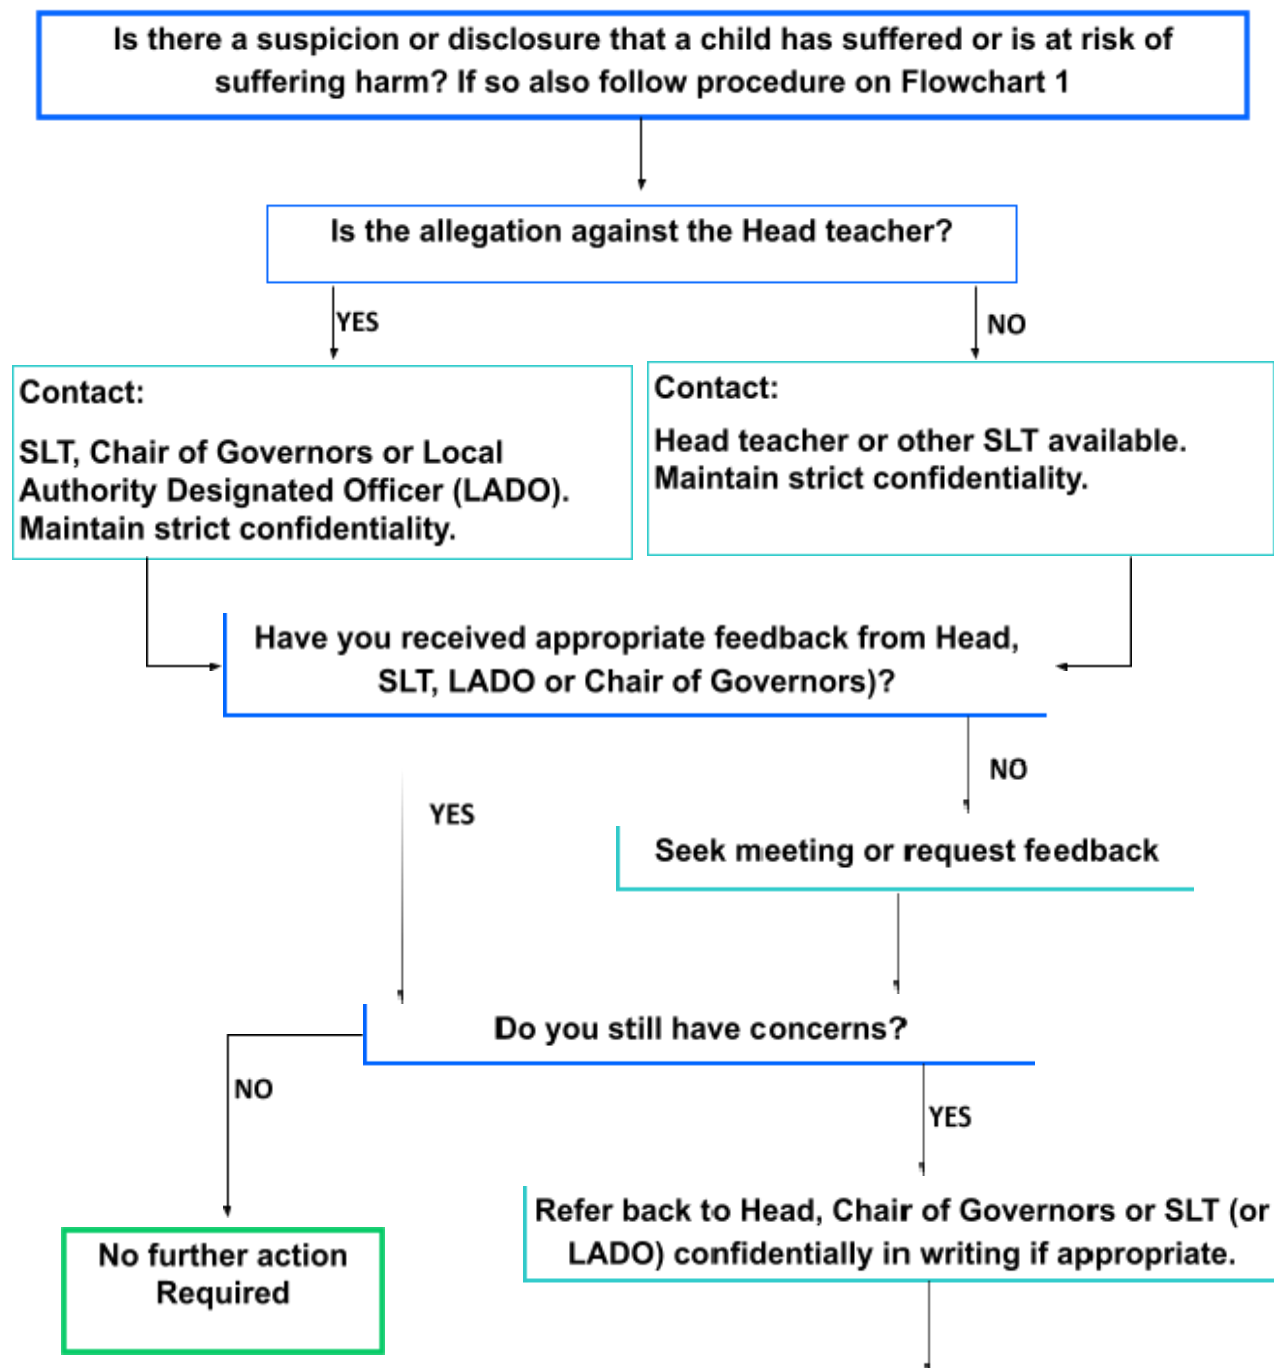 Is there a suspicion or disclosure that a child has suffered or is at risk of
suffering harm? If so also follow procedure on Flowchart 1
Is the allegation against the Head teacher?
YES
NO
Contact:
SLT, Chair of Governors or Local
Authority Designated Officer (LADO).
Maintain strict confidentiality.
Contact:
Head teacher or other SLT available.
Maintain strict confidentiality.
Have you received appropriate feedback from Head,
SLT, LADO or Chair of Governors)?
NO
YES
Seek meeting or request feedback
Do you still have concerns?
NO
YES
Refer back to Head, Chair of Governors or SLT (or
LADO) confidentially in writing if appropriate.
No further action
Required